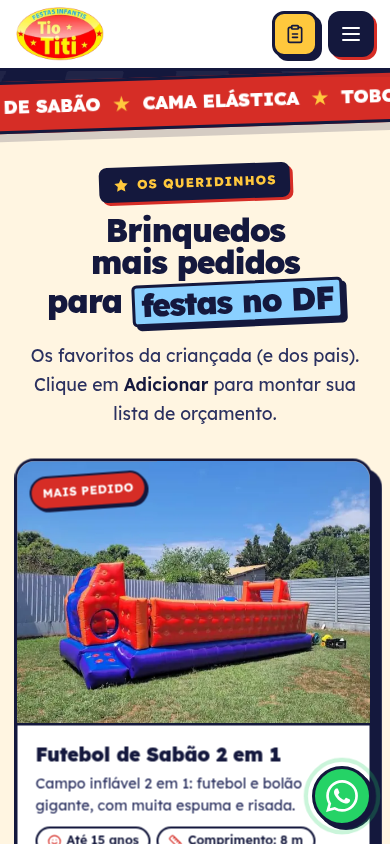 FESTAS INFANTIS
Tio
Titi
DE SABÃO ★ CAMA ELÁSTICA ★ TOBO
★ OS QUERIDINHOS
Brinquedos
mais pedidos
para festas no DF
Os favoritos da criançada (e dos pais).
Clique em Adicionar para montar sua
lista de orçamento.
MAIS PEDIDO
Futebol de Sabão 2 em 1
Campo inflável 2 em 1: futebol e bolão
gigante, com muita espuma e risada.
Até 15 anos
Comprimento: 8 m